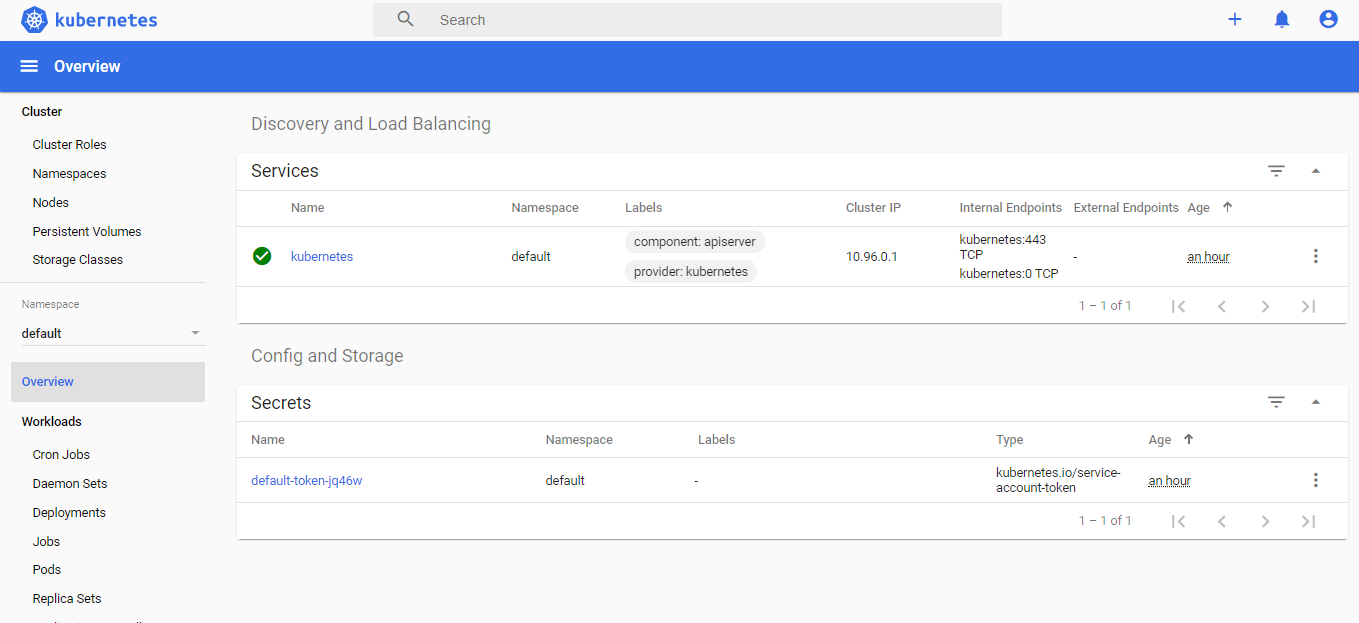 kubernetes
Search
Overview
Cluster
Cluster Roles
Namespaces
Nodes
Persistent Volumes
Storage Classes
Namespace
default
Overview
Workloads
Cron Jobs
Daemon Sets
Deployments
Jobs
Pods
Replica Sets
Discovery and Load Balancing
Services
Name Namespace Labels Cluster IP Internal Endpoints External Endpoints Age
kubernetes default component: apiserver provider: kubernetes 10.96.0.1 kubernetes:443 TCP kubernetes:0 TCP - an hour
1 – 1 of 1
Config and Storage
Secrets
Name Namespace Labels Type Age
default-token-jq46w default - kubernetes.io/service-account-token an hour
1 – 1 of 1